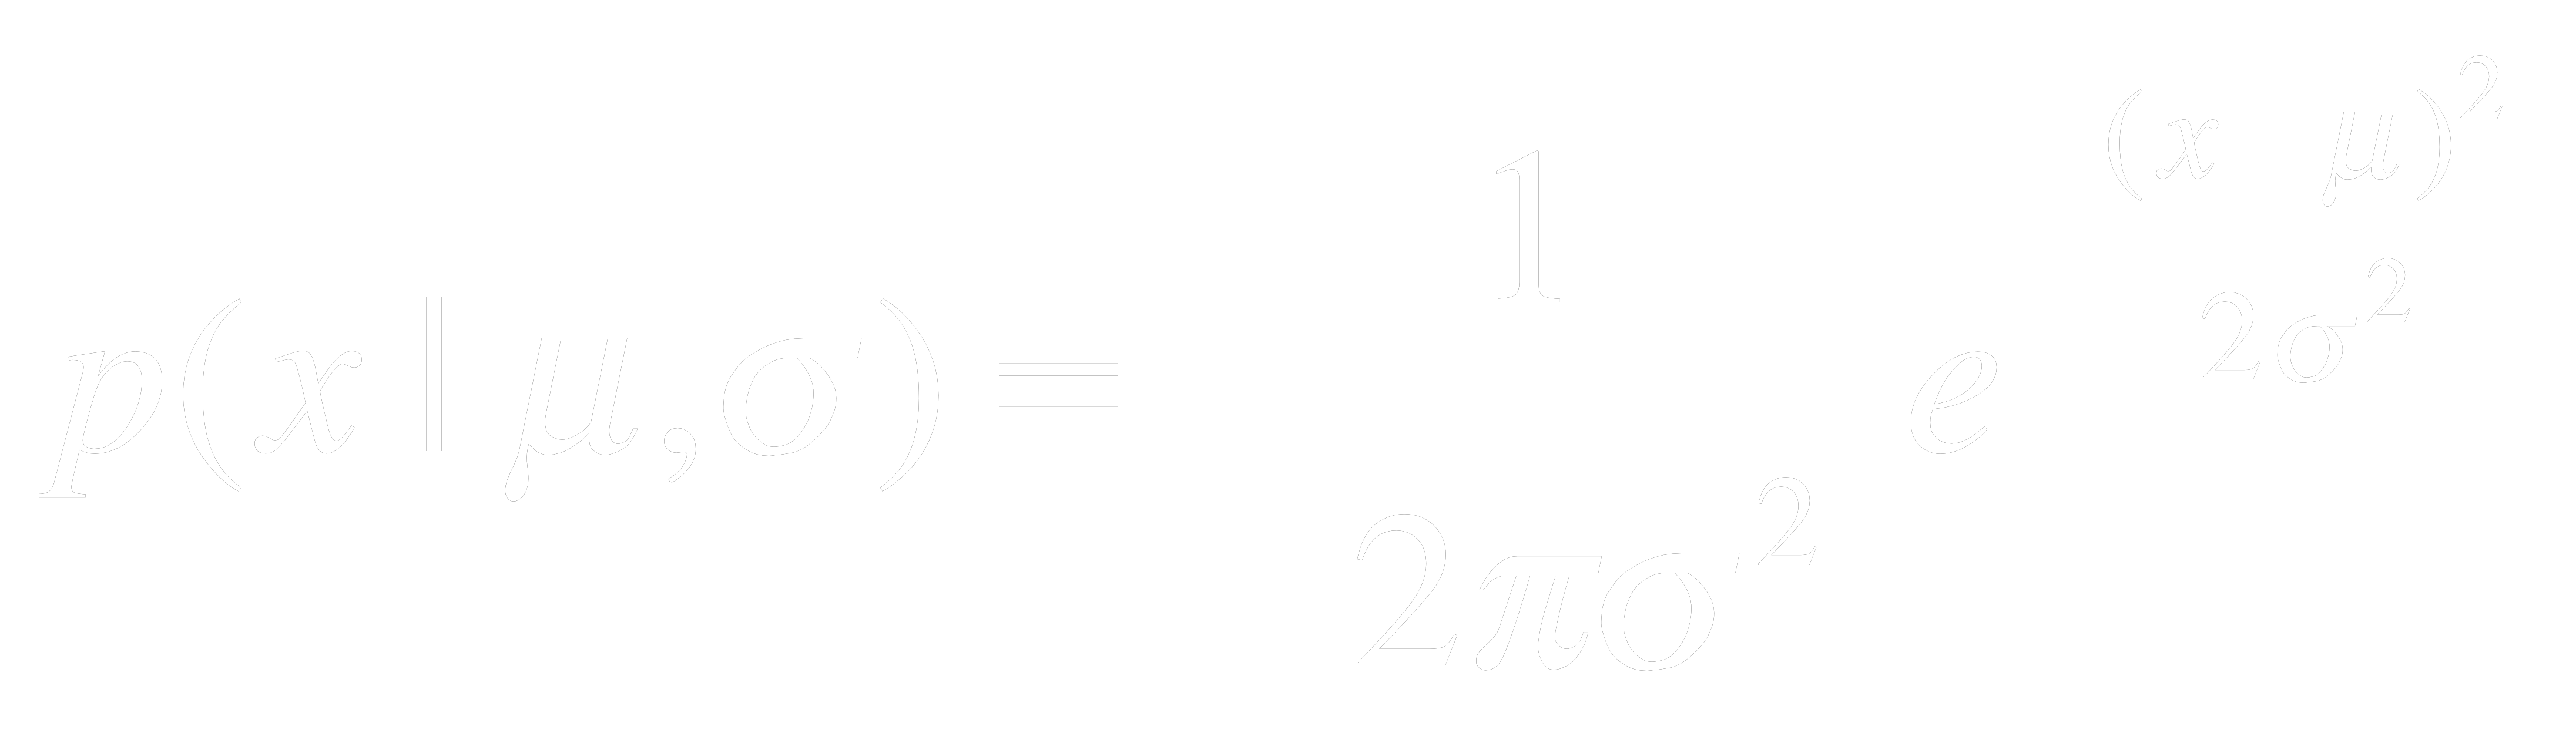 p(x | μ, σ) = 1 / 2πσ² e^−(x−μ)² / 2σ²